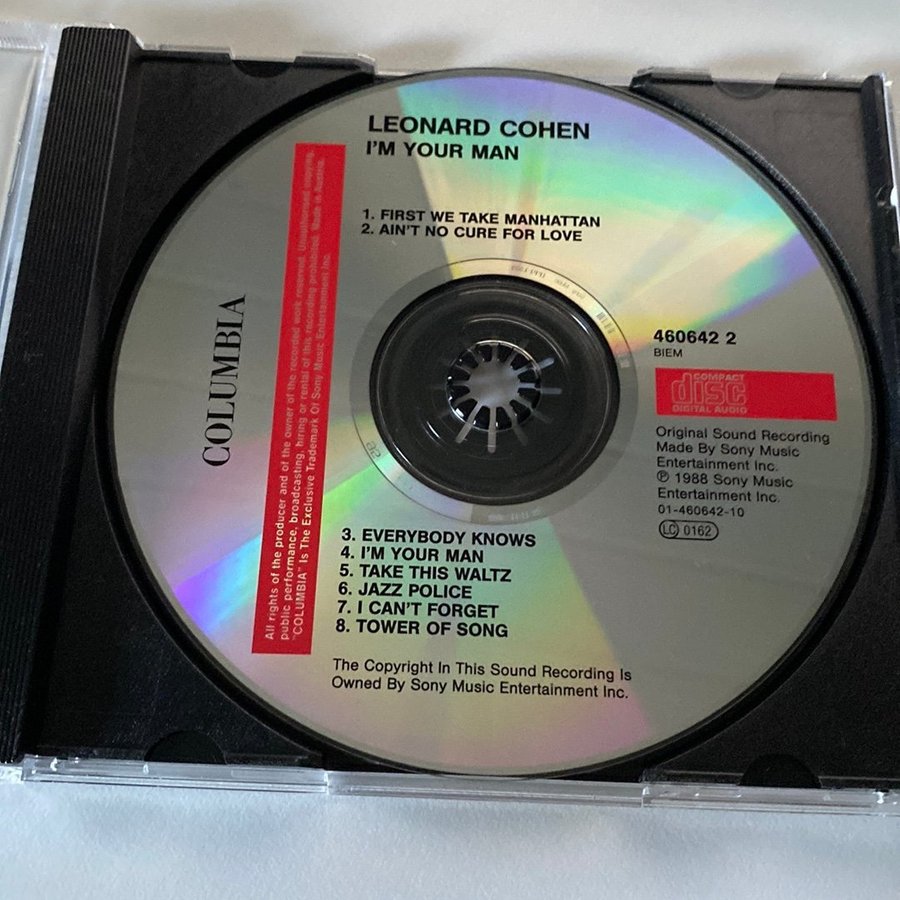 LEONARD COHEN
I'M YOUR MAN
1. FIRST WE TAKE MANHATTAN
2. AIN'T NO CURE FOR LOVE
COLUMBIA
All rights of the producer and of the owner of the recorded work reserved. Unauthorised copying,
public performance, broadcasting, hiring or rental of this recording prohibited. Made in Austria.
"COLUMBIA" Is The Exclusive Trademark Of Sony Music Entertainment Inc.
460642 2
BIEM
COMPACT
disc
DIGITAL AUDIO
Original Sound Recording
Made By Sony Music
Entertainment Inc.
℗ 1988 Sony Music
Entertainment Inc.
01-460642-10
LC 0162
3. EVERYBODY KNOWS
4. I'M YOUR MAN
5. TAKE THIS WALTZ
6. JAZZ POLICE
7. I CAN'T FORGET
8. TOWER OF SONG
The Copyright In This Sound Recording Is
Owned By Sony Music Entertainment Inc.